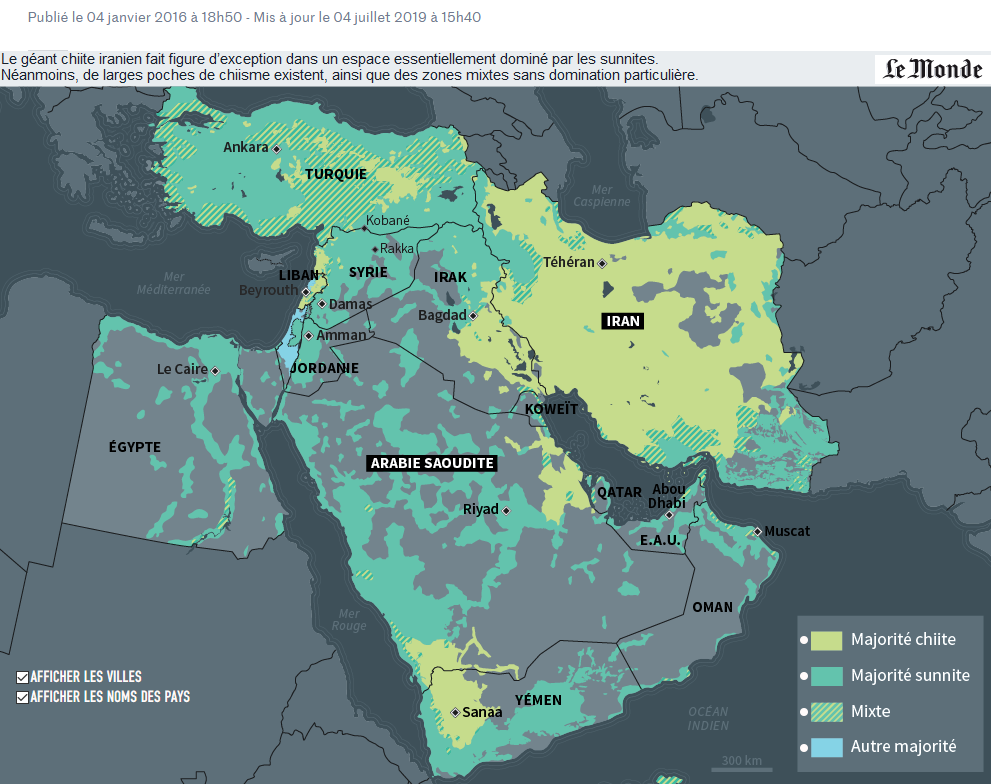 Publié le 04 janvier 2016 à 18h50 - Mis à jour le 04 juillet 2019 à 15h40
Le géant chiite iranien fait figure d'exception dans un espace essentiellement dominé par les sunnites.
Néanmoins, de larges poches de chiisme existent, ainsi que des zones mixtes sans domination particulière.
Le Monde
Ankara
TURQUIE
Mer
Caspienne
Kobané
Rakka
Téhéran
LIBAN
SYRIE
IRAK
Mer
Méditerranée
Beyrouth
Damas
Bagdad
IRAN
Amman
Le Caire
JORDANIE
KOWEÏT
ÉGYPTE
ARABIE SAOUDITE
QATAR
Abou
Dhabi
Riyad
Muscat
E.A.U.
OMAN
Mer
Rouge
Majorité chiite
Majorité sunnite
Mixte
Autre majorité
AFFICHER LES VILLES
AFFICHER LES NOMS DES PAYS
YÉMEN
Sanaa
OCÉAN
INDIEN
300 km